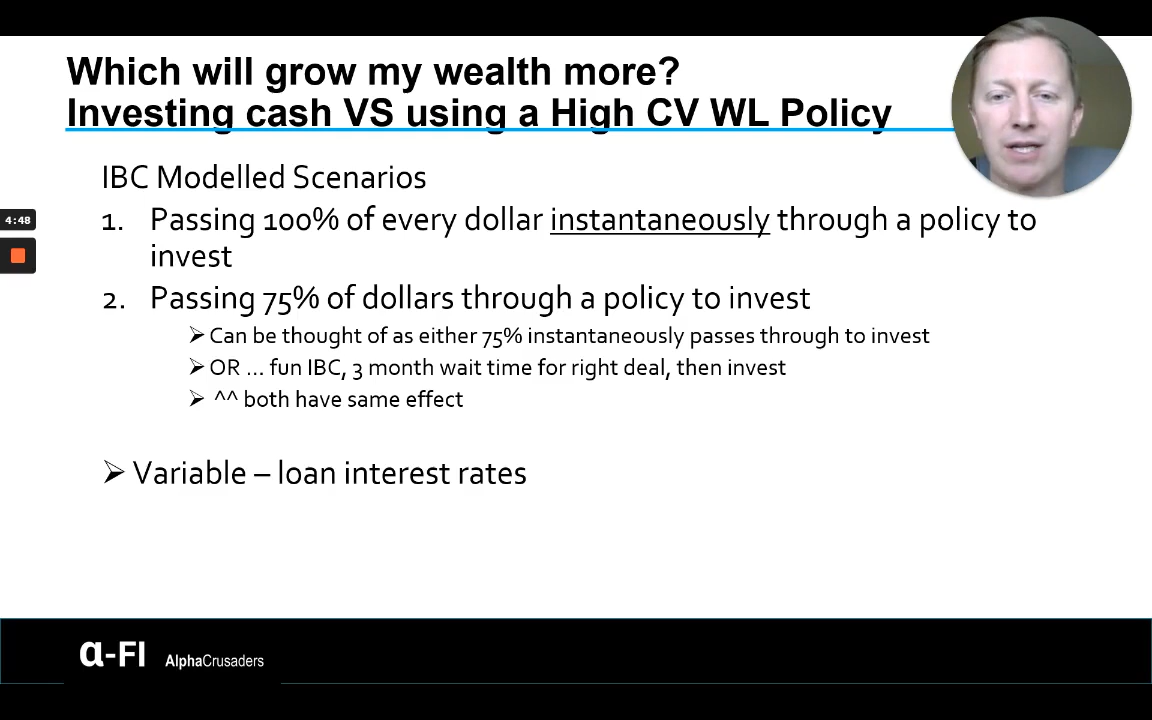 Which will grow my wealth more?
Investing cash VS using a High CV WL Policy
IBC Modelled Scenarios
1. Passing 100% of every dollar instantaneously through a policy to
invest
4:48
2. Passing 75% of dollars through a policy to invest
➢ Can be thought of as either 75% instantaneously passes through to invest
➢ OR ... fun IBC, 3 month wait time for right deal, then invest
➢ ^^ both have same effect
➢ Variable – loan interest rates
α-FI AlphaCrusaders